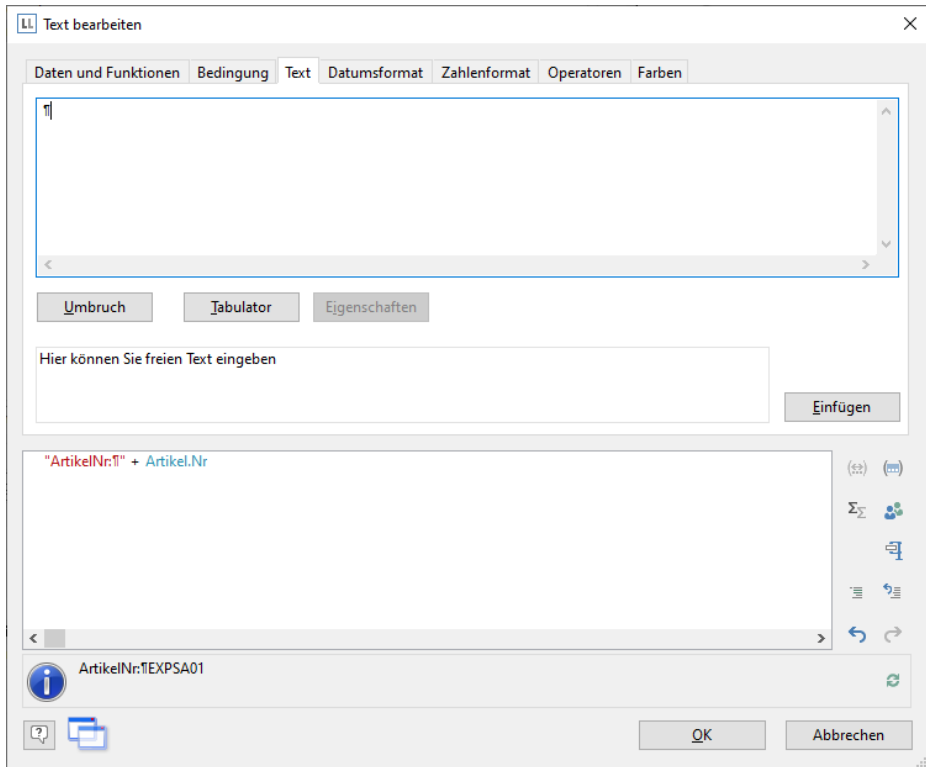 LL Text bearbeiten
Daten und Funktionen Bedingung Text Datumsformat Zahlenformat Operatoren Farben
¶
Umbruch Tabulator Eigenschaften
Hier können Sie freien Text eingeben
Einfügen
"ArtikelNr:¶" + Artikel.Nr
ArtikelNr:¶EXPSA01
OK Abbrechen